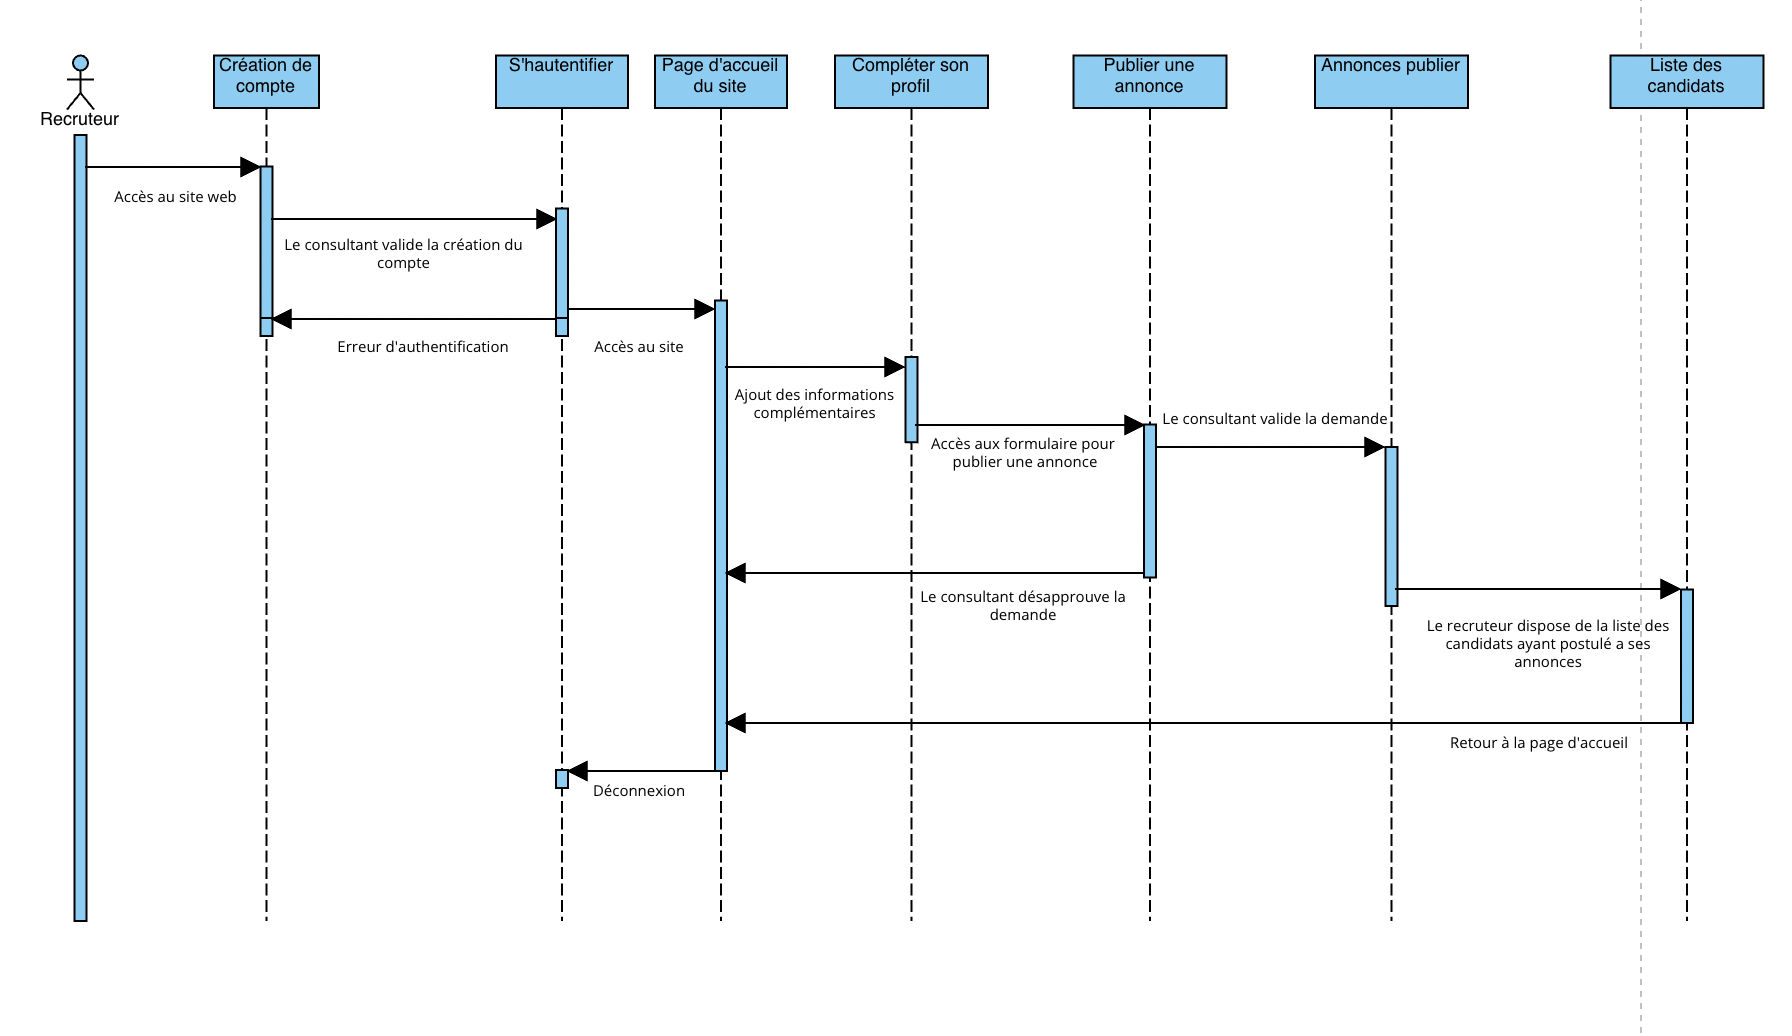 Recruteur
Création de
compte
S'hautentifier
Page d'accueil
du site
Compléter son
profil
Publier une
annonce
Annonces publier
Liste des
candidats
Accès au site web
Le consultant valide la création du
compte
Erreur d'authentification
Accès au site
Ajout des informations
complémentaires
Accès aux formulaire pour
publier une annonce
Le consultant valide la demande
Le consultant désapprouve la
demande
Le recruteur dispose de la liste des
candidats ayant postulé a ses
annonces
Retour à la page d'accueil
Déconnexion